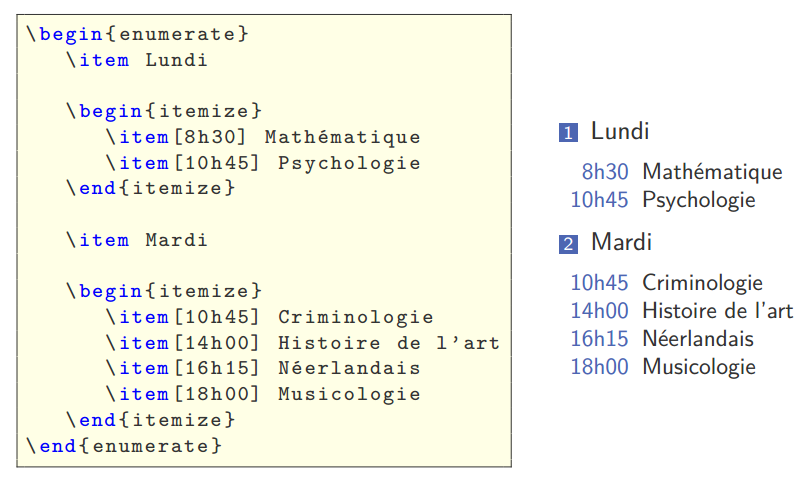 \begin{enumerate}
\item Lundi
\begin{itemize}
\item[8h30] Mathématique
\item[10h45] Psychologie
\end{itemize}
\item Mardi
\begin{itemize}
\item[10h45] Criminologie
\item[14h00] Histoire de l'art
\item[16h15] Néerlandais
\item[18h00] Musicologie
\end{itemize}
\end{enumerate}
1 Lundi
8h30 Mathématique
10h45 Psychologie
2 Mardi
10h45 Criminologie
14h00 Histoire de l'art
16h15 Néerlandais
18h00 Musicologie